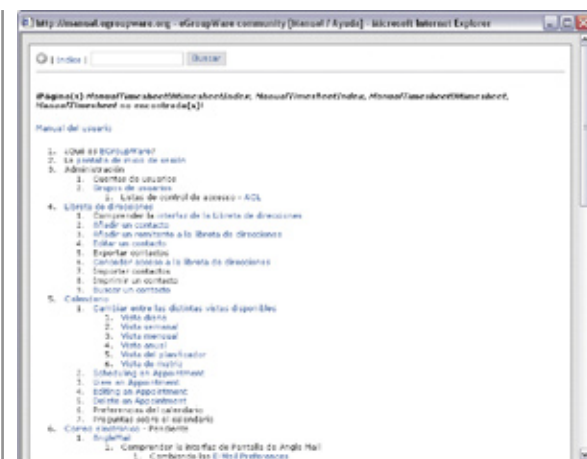 http://manual.egroupware.org - eGroupWare community [Manual / Ayuda] - Microsoft Internet Explorer
| Index | Buscar
¡Página(s) ManualTimesheetTimesheetIndex, ManualTimesheetIndex, ManualTimesheetTimesheet,
ManualTimesheet no encontrada(s)!
Manual del usuario
1. ¿Qué es EGroupWare?
2. La pantalla de inicio de sesión
3. Administración
1. Cuentas de usuarios
2. Grupos de usuarios
1. Listas de control de accesso - ACL
4. Libreta de direcciones
1. Comprender la interfaz de la Libreta de direcciones
2. Añadir un contacto
3. Añadir un remitente a la libreta de direcciones
4. Editar un contacto
5. Exportar contactos
6. Conceder acceso a la libreta de direcciones
7. Importar contactos
8. Imprimir un contacto
9. Buscar un contacto
5. Calendario
1. Cambiar entre las distintas vistas disponibles
1. Vista diaria
2. Vista semanal
3. Vista mensual
4. Vista anual
5. Vista del planificador
6. Vista de matriz
2. Scheduling an Appointment
3. View an Appointment
4. Editing an Appointment
5. Delete an Appointment
6. Preferencias del calendario
7. Preguntas sobre el calendario
6. Correo electrónico - Pendiente
1. AngleMail
1. Comprender la interfaz de Pantalla de Angle Mail
1. Cambiando las E-Mail Preferences